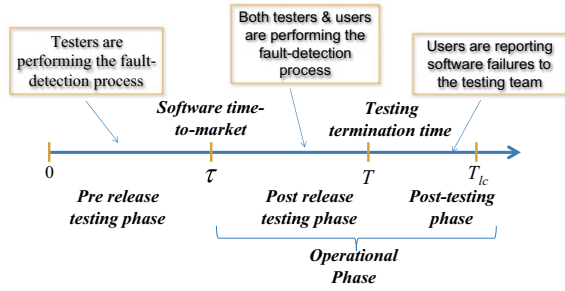 Testers are
performing the fault-
detection process
Both testers & users
are performing the
fault-detection
process
Users are reporting
software failures to
the testing team
Software time-
to-market
Testing
termination time
0
τ
T
T_lc
Pre release
testing phase
Post release
testing phase
Post-testing
phase
Operational
Phase